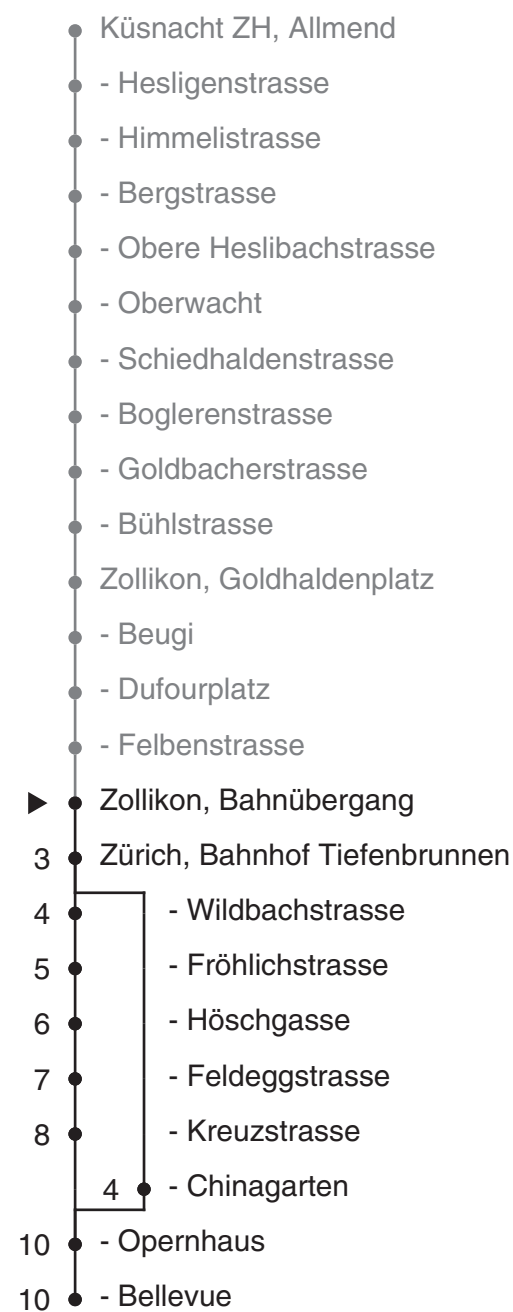 Küsnacht ZH, Allmend
- Hesligenstrasse
- Himmelistrasse
- Bergstrasse
- Obere Heslibachstrasse
- Oberwacht
- Schiedhaldenstrasse
- Boglerenstrasse
- Goldbacherstrasse
- Bühlstrasse
Zollikon, Goldhaldenplatz
- Beugi
- Dufourplatz
- Felbenstrasse
Zollikon, Bahnübergang
3 Zürich, Bahnhof Tiefenbrunnen
4 - Wildbachstrasse
5 - Fröhlichstrasse
6 - Höschgasse
7 - Feldeggstrasse
8 - Kreuzstrasse
4 - Chinagarten
10 - Opernhaus
10 - Bellevue